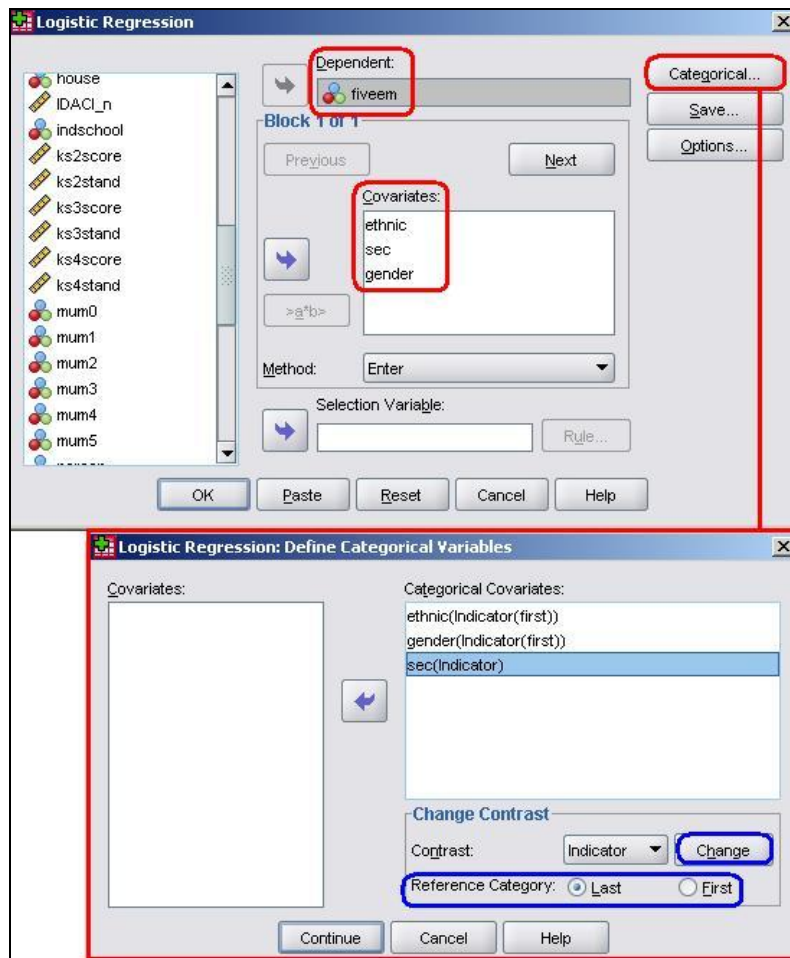 Logistic Regression
house
IDACI_n
indschool
ks2score
ks2stand
ks3score
ks3stand
ks4score
ks4stand
mum0
mum1
mum2
mum3
mum4
mum5
Dependent:
fiveem
Block 1 of 1
Previous
Next
Covariates:
ethnic
sec
gender
>a*b>
Method:
Enter
Selection Variable:
Rule...
Categorical...
Save...
Options...
OK
Paste
Reset
Cancel
Help
Logistic Regression: Define Categorical Variables
Covariates:
Categorical Covariates:
ethnic(Indicator(first))
gender(Indicator(first))
sec(Indicator)
Change Contrast
Contrast:
Indicator
Change
Reference Category:
Last
First
Continue
Cancel
Help